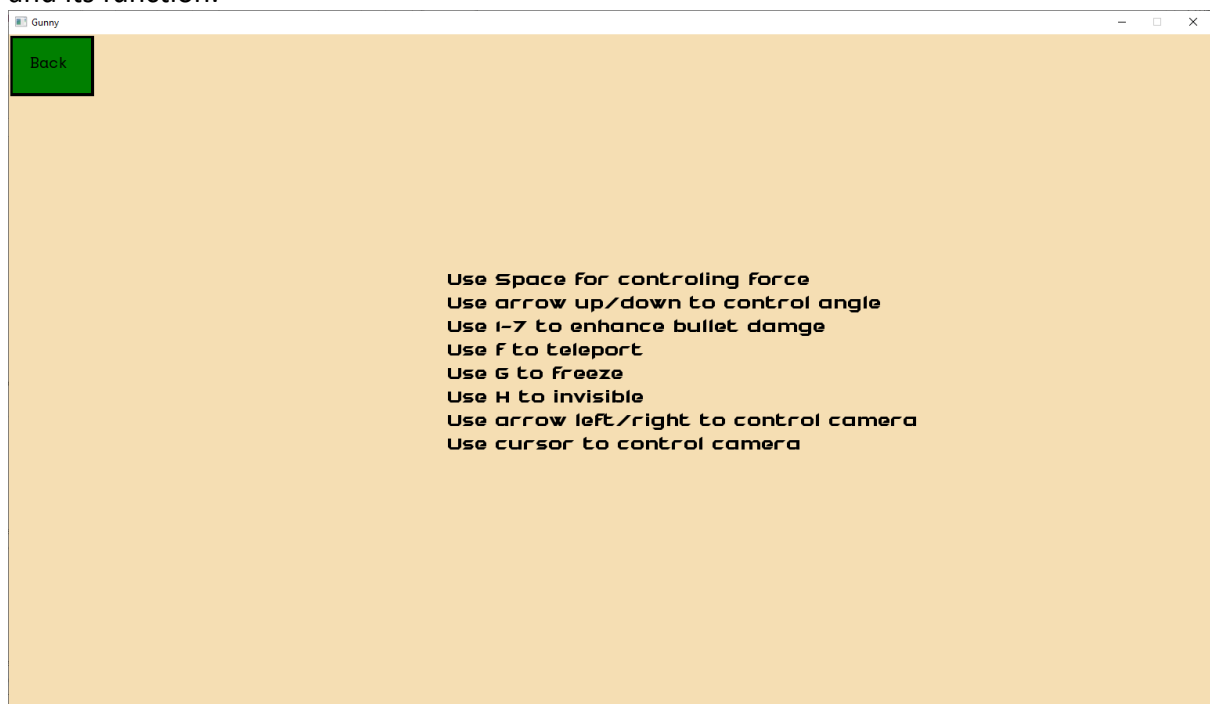 and its function.
Gunny
Back
Use Space for controling force
Use arrow up/down to control angle
Use 1-7 to enhance bullet damge
Use F to teleport
Use G to freeze
Use H to invisible
Use arrow left/right to control camera
Use cursor to control camera